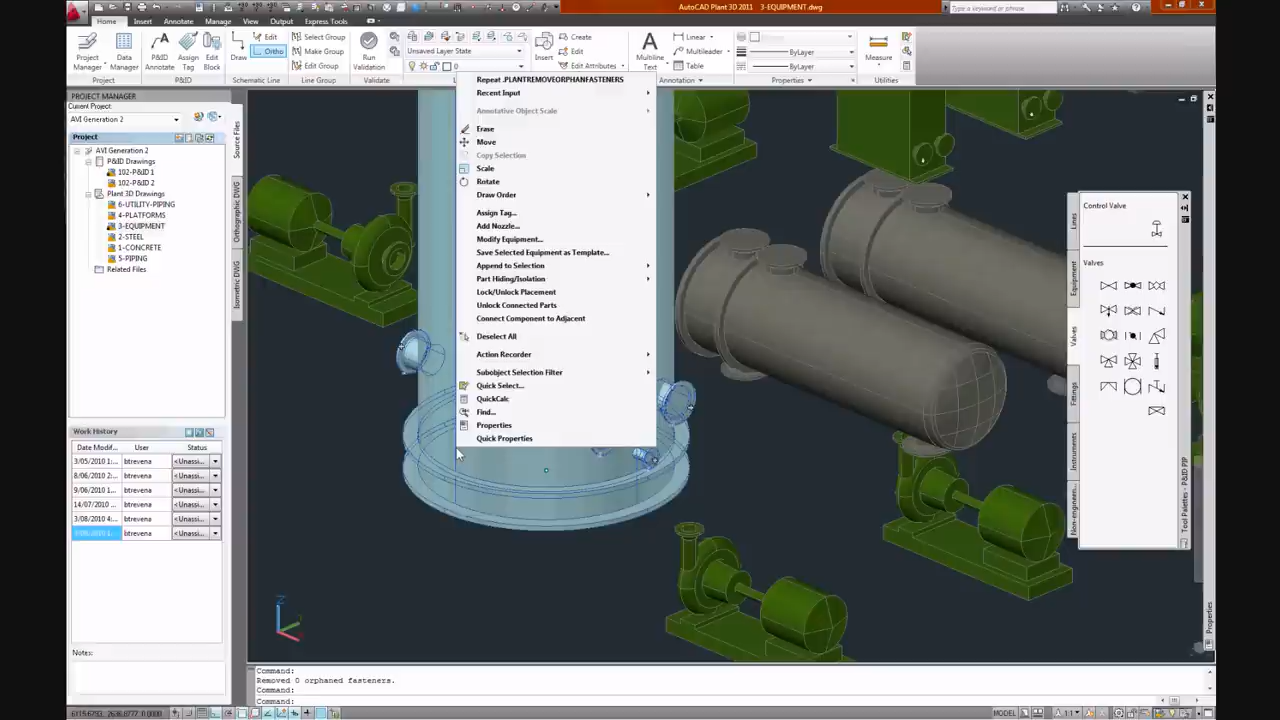 AutoCAD Plant 3D 2011 3-EQUIPMENT.dwg
Type a keyword or phrase
Home Insert Annotate Manage View Output Express Tools
Project Manager
Data Manager
Project
P&ID Annotate
Assign Tag
Edit Block
P&ID
Draw
Edit
Ortho
Schematic Line
Select Group
Make Group
Edit Group
Line Group
Run Validation
Validate
Unsaved Layer State
0
Insert
Create
Edit
Edit Attributes
Multiline Text
Linear
Multileader
Table
Annotation
ByLayer
ByLayer
Properties
Measure
Utilities
PROJECT MANAGER
Current Project:
AVI Generation 2
Project
AVI Generation 2
P&ID Drawings
102-P&ID 1
102-P&ID 2
Plant 3D Drawings
6-UTILITY-PIPING
4-PLATFORMS
3-EQUIPMENT
2-STEEL
1-CONCRETE
5-PIPING
Related Files
Source Files
Orthographic DWG
Isometric DWG
Work History
Date Modif... User Status
3/05/2010 1:... btrevena <Unassi...
8/06/2010 2:... btrevena <Unassi...
9/06/2010 1:... btrevena <Unassi...
14/07/2010 ... btrevena <Unassi...
3/08/2010 4:... btrevena <Unassi...
btrevena <Unassi...
Notes:
Repeat .PLANTREMOVEORPHANFASTENERS
Recent Input
Annotative Object Scale
Erase
Move
Copy Selection
Scale
Rotate
Draw Order
Assign Tag...
Add Nozzle...
Modify Equipment...
Save Selected Equipment as Template...
Append to Selection
Part Hiding/Isolation
Lock/Unlock Placement
Unlock Connected Parts
Connect Component to Adjacent
Deselect All
Action Recorder
Subobject Selection Filter
Quick Select...
QuickCalc
Find...
Properties
Quick Properties
Control Valve
Valves
Lines
Equipment
Valves
Fittings
Instruments
Non-engineer...
Tool Palettes - P&ID PIP
Properties
Z
Command:
Removed 0 orphaned fasteners.
Command:
Command:
MODEL
1:1